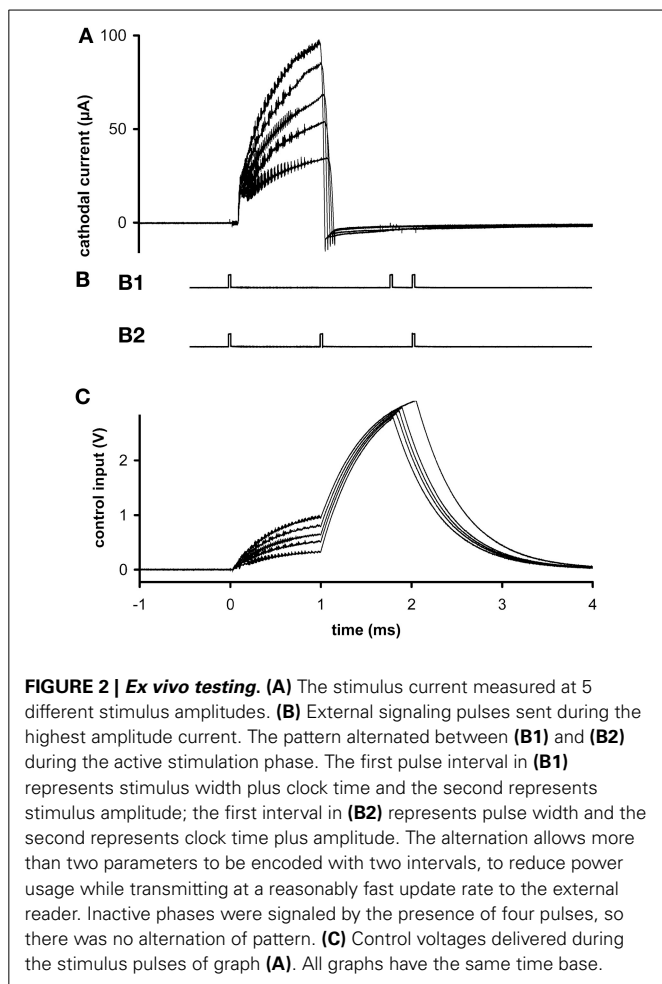 A
100
50
0
cathodal current (µA)
B
B1
B2
C
2
1
0
control input (V)
-1 0 1 2 3 4
time (ms)
FIGURE 2 | Ex vivo testing. (A) The stimulus current measured at 5
different stimulus amplitudes. (B) External signaling pulses sent during the
highest amplitude current. The pattern alternated between (B1) and (B2)
during the active stimulation phase. The first pulse interval in (B1)
represents stimulus width plus clock time and the second represents
stimulus amplitude; the first interval in (B2) represents pulse width and the
second represents clock time plus amplitude. The alternation allows more
than two parameters to be encoded with two intervals, to reduce power
usage while transmitting at a reasonably fast update rate to the external
reader. Inactive phases were signaled by the presence of four pulses, so
there was no alternation of pattern. (C) Control voltages delivered during
the stimulus pulses of graph (A). All graphs have the same time base.